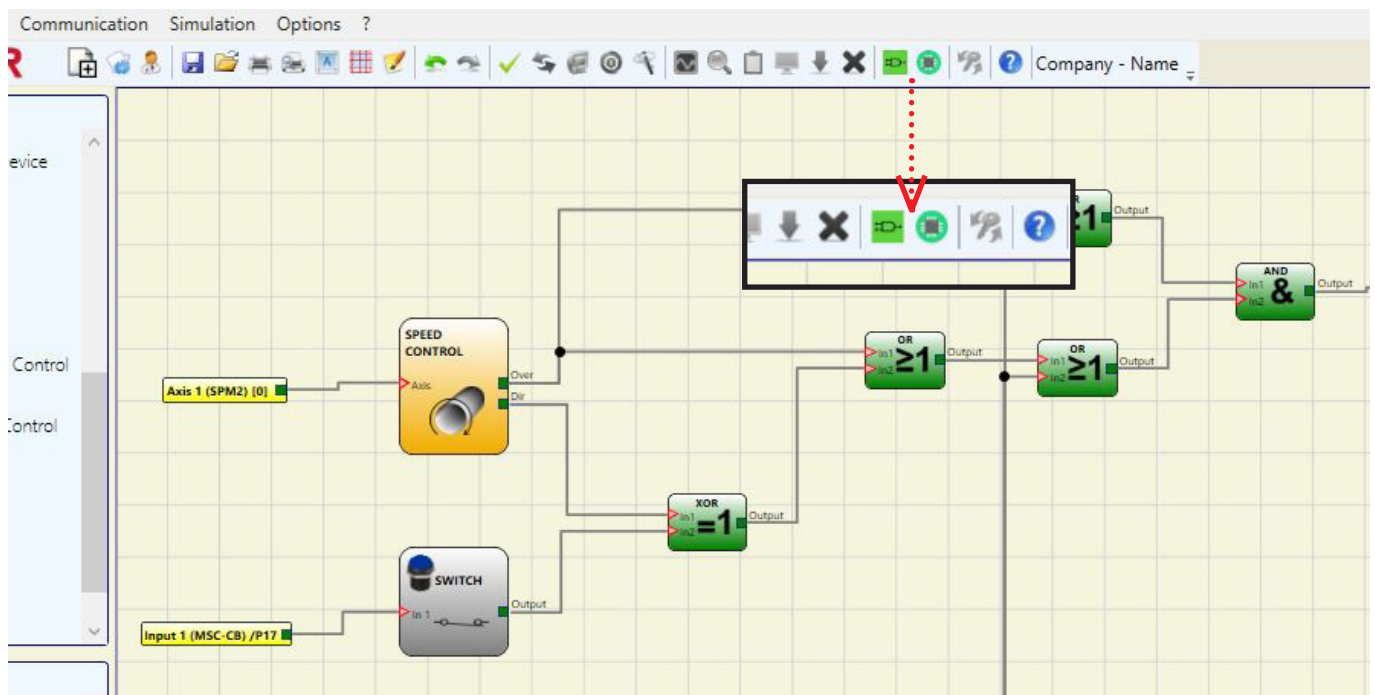 Communication Simulation Options ?
R
Company - Name
evice
Control
Control
Axis 1 (SPM2) [0]
SPEED
CONTROL
Axis
Over
Dir
SWITCH
In 1
Output
Input 1 (MSC-CB) /P17
XOR
In1
In2
=1
Output
OR
In1
In2
≥1
Output
OR
In1
In2
≥1
Output
R
≥1
Output
AND
In1
In2
&
Output